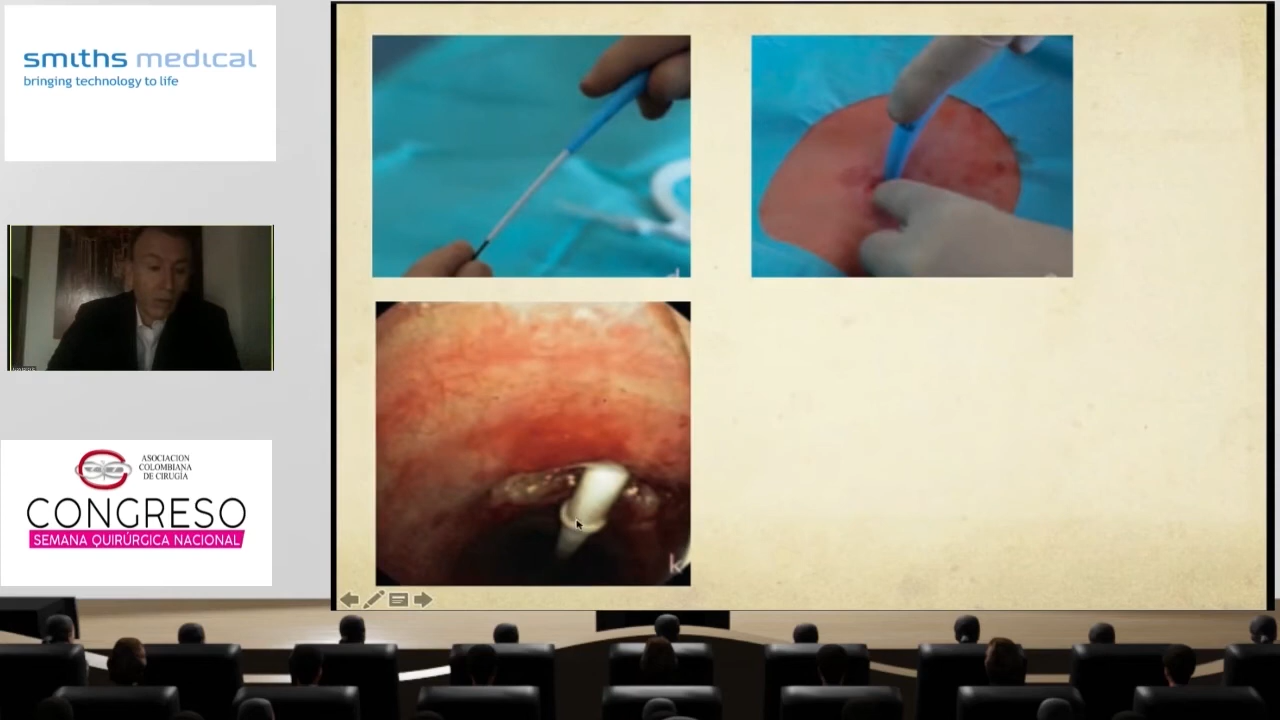 smiths medical
bringing technology to life
ASOCIACION
COLOMBIANA
DE CIRUGÍA
CONGRESO
SEMANA QUIRÚRGICA NACIONAL
k